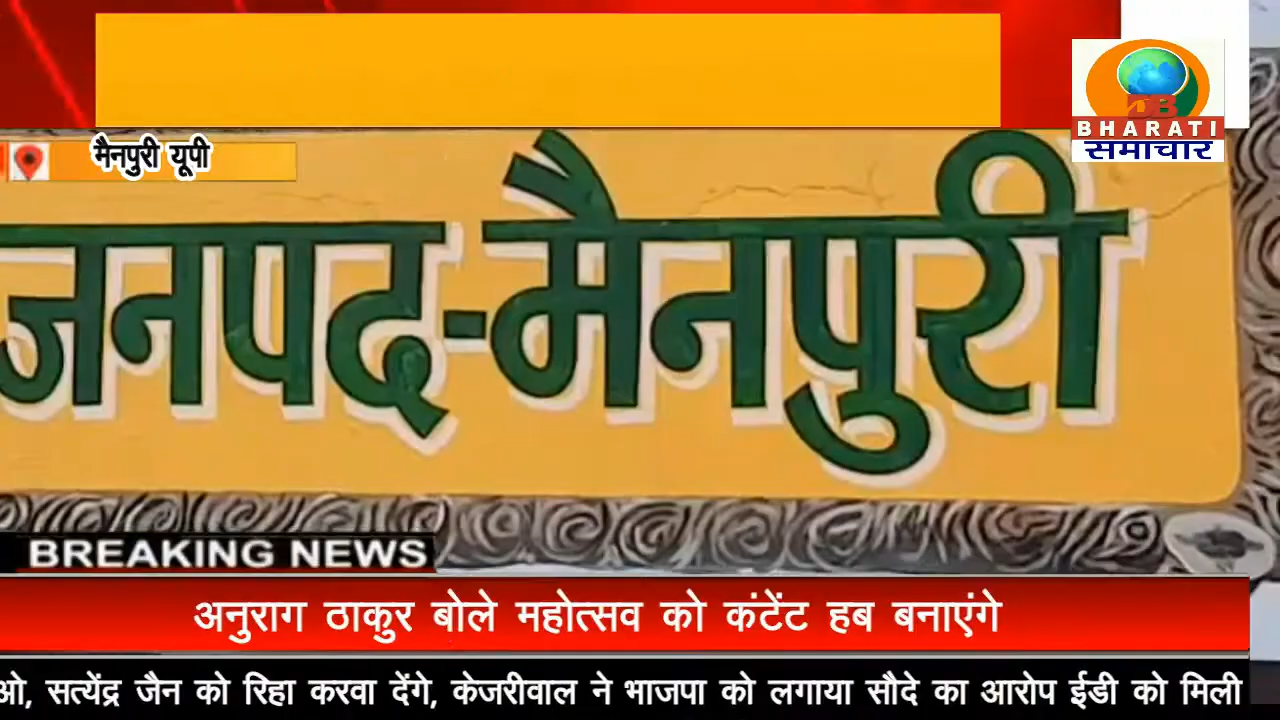 BHARATI
समाचार
मैनपुरी यूपी
जनपद-मैनपुरी
BREAKING NEWS
अनुराग ठाकुर बोले महोत्सव को कंटेंट हब बनाएंगे
ओ, सत्येंद्र जैन को रिहा करवा देंगे, केजरीवाल ने भाजपा को लगाया सौदे का आरोप ईडी को मिली